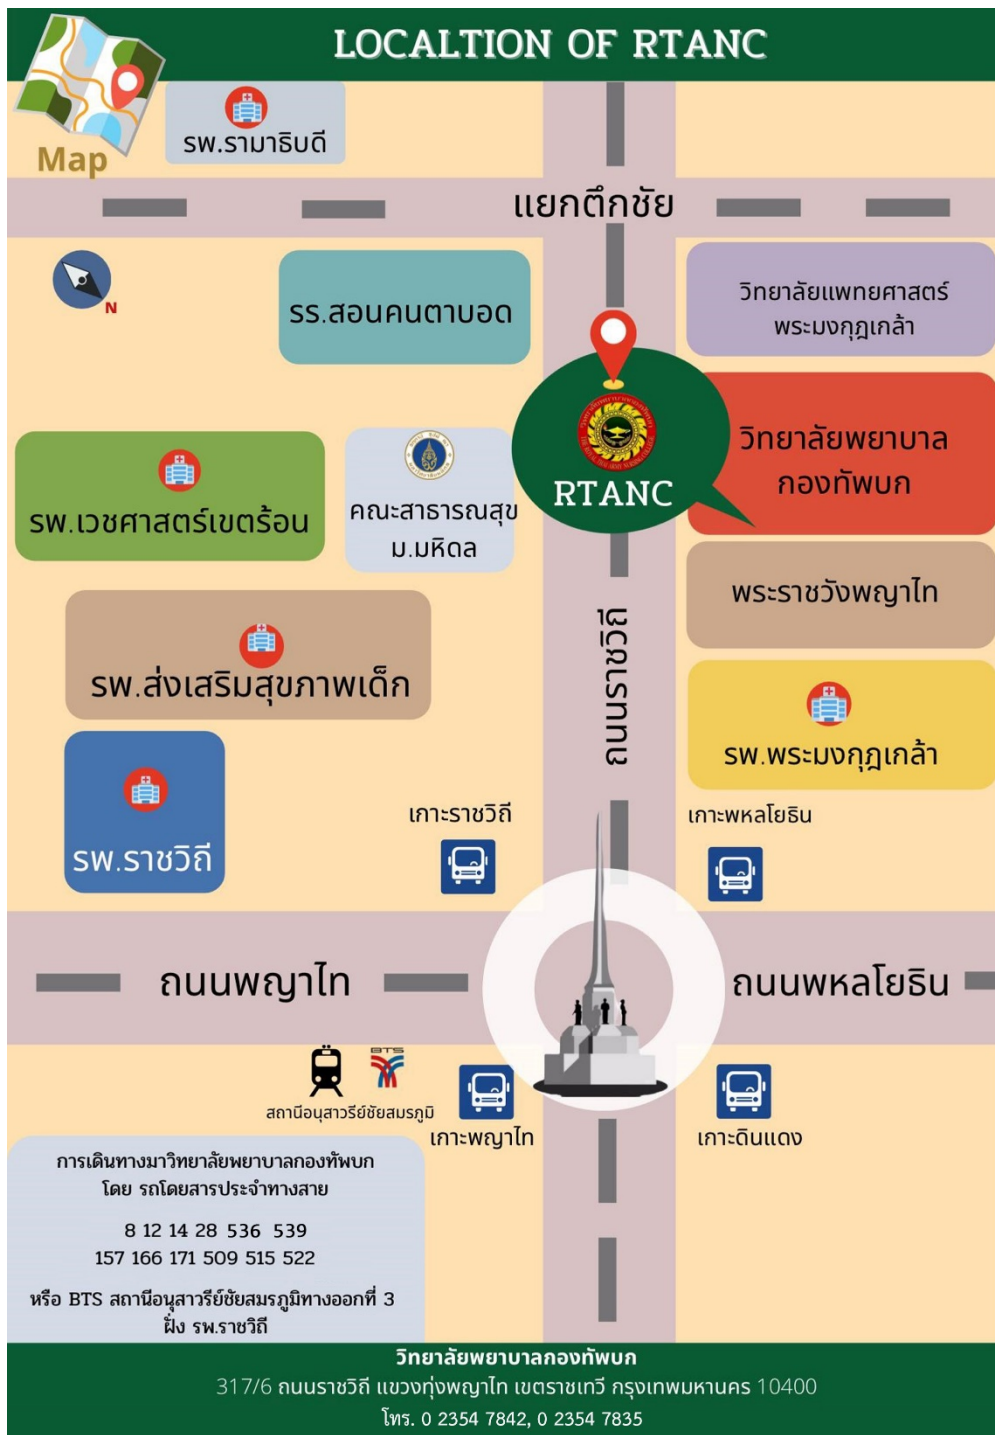 LOCALTION OF RTANC
Map
รพ.รามาธิบดี
แยกตึกชัย
N
รร.สอนคนตาบอด
วิทยาลัยแพทยศาสตร์
พระมงกุฎเกล้า
วิทยาลัยพยาบาล
กองทัพบก
RTANC
รพ.เวชศาสตร์เขตร้อน
คณะสาธารณสุข
ม.มหิดล
พระราชวังพญาไท
ถนนราชวิถี
รพ.ส่งเสริมสุขภาพเด็ก
รพ.พระมงกุฎเกล้า
รพ.ราชวิถี
เกาะราชวิถี
เกาะพหลโยธิน
ถนนพญาไท
ถนนพหลโยธิน
BTS
สถานีอนุสาวรีย์ชัยสมรภูมิ
เกาะพญาไท
เกาะดินแดง
การเดินทางมาวิทยาลัยพยาบาลกองทัพบก
โดย รถโดยสารประจำทางสาย
8 12 14 28 536 539
157 166 171 509 515 522
หรือ BTS สถานีอนุสาวรีย์ชัยสมรภูมิทางออกที่ 3
ฝั่ง รพ.ราชวิถี
วิทยาลัยพยาบาลกองทัพบก
317/6 ถนนราชวิถี แขวงทุ่งพญาไท เขตราชเทวี กรุงเทพมหานคร 10400
โทร. 0 2354 7842, 0 2354 7835